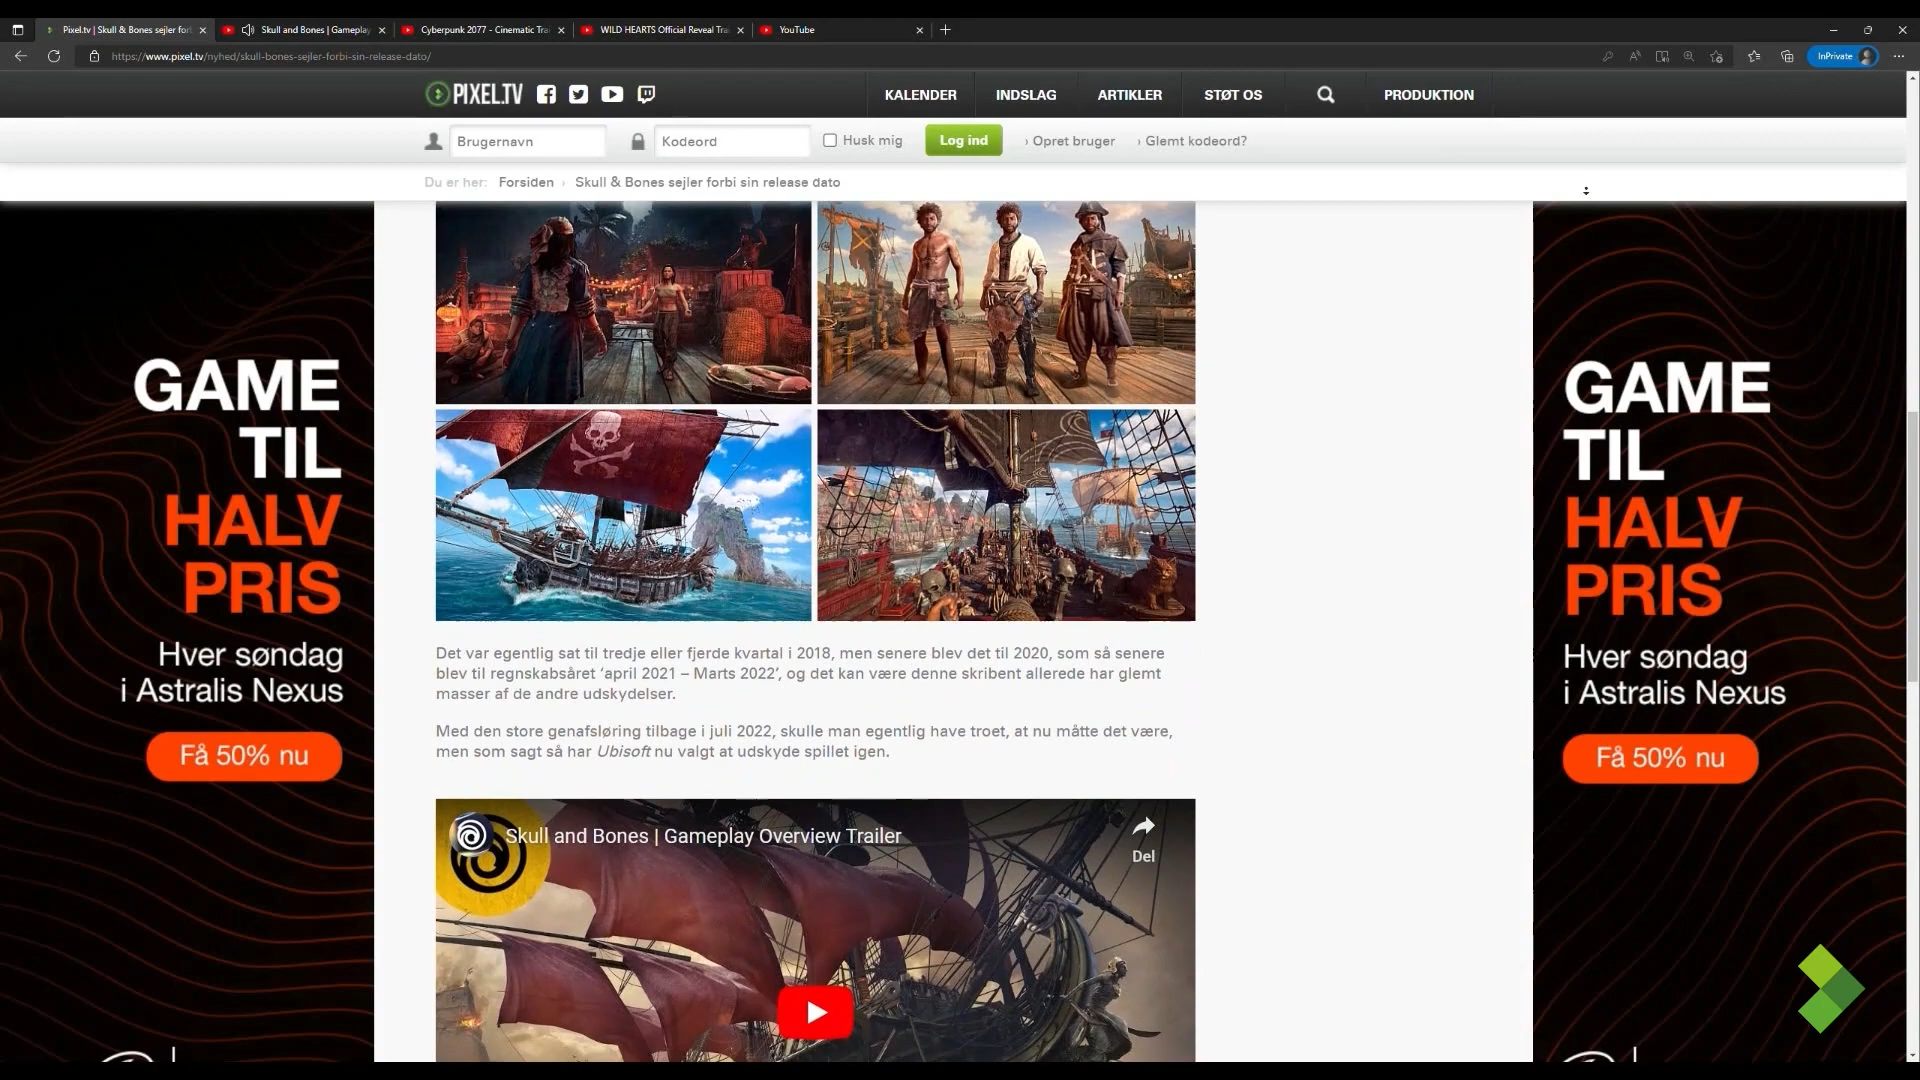 Pixel.tv | Skull & Bones sejler for
Skull and Bones | Gameplay
Cyberpunk 2077 - Cinematic Tra
WILD HEARTS Official Reveal Tra
YouTube
https://www.pixel.tv/nyhed/skull-bones-sejler-forbi-sin-release-dato/
InPrivate
PIXEL.TV
KALENDER
INDSLAG
ARTIKLER
STØT OS
PRODUKTION
Brugernavn
Kodeord
Husk mig
Log ind
› Opret bruger
› Glemt kodeord?
Du er her: Forsiden › Skull & Bones sejler forbi sin release dato
GAME
TIL
HALV
PRIS
Hver søndag
i Astralis Nexus
Få 50% nu
Det var egentlig sat til tredje eller fjerde kvartal i 2018, men senere blev det til 2020, som så senere
blev til regnskabsåret ‘april 2021 – Marts 2022’, og det kan være denne skribent allerede har glemt
masser af de andre udskydelser.
Med den store genafsløring tilbage i juli 2022, skulle man egentlig have troet, at nu måtte det være,
men som sagt så har Ubisoft nu valgt at udskyde spillet igen.
Skull and Bones | Gameplay Overview Trailer
Del
GAME
TIL
HALV
PRIS
Hver søndag
i Astralis Nexus
Få 50% nu